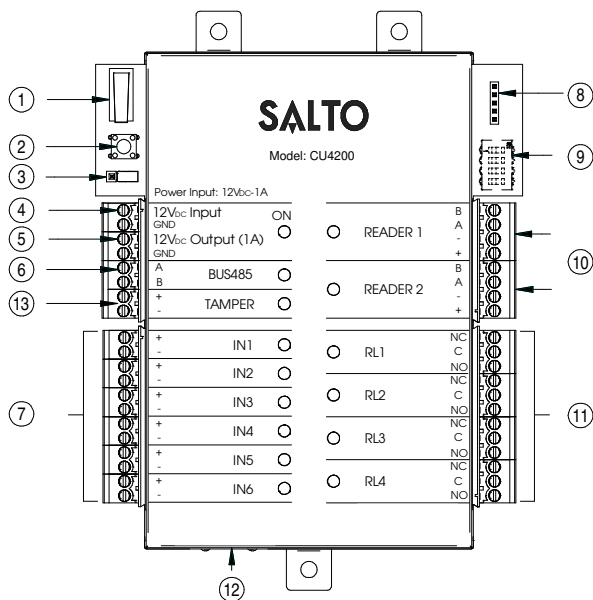 SALTO
Model: CU4200
Power Input: 12VDC-1A
1
2
3
4
5
6
13
7
8
9
10
11
12
12VDC Input
GND
12VDC Output (1A)
GND
ON
A
B
BUS485
+
-
TAMPER
+
-
IN1
+
-
IN2
+
-
IN3
+
-
IN4
+
-
IN5
+
-
IN6
READER 1
B
A
-
+
READER 2
B
A
-
+
RL1
NC
C
NO
RL2
NC
C
NO
RL3
NC
C
NO
RL4
NC
C
NO